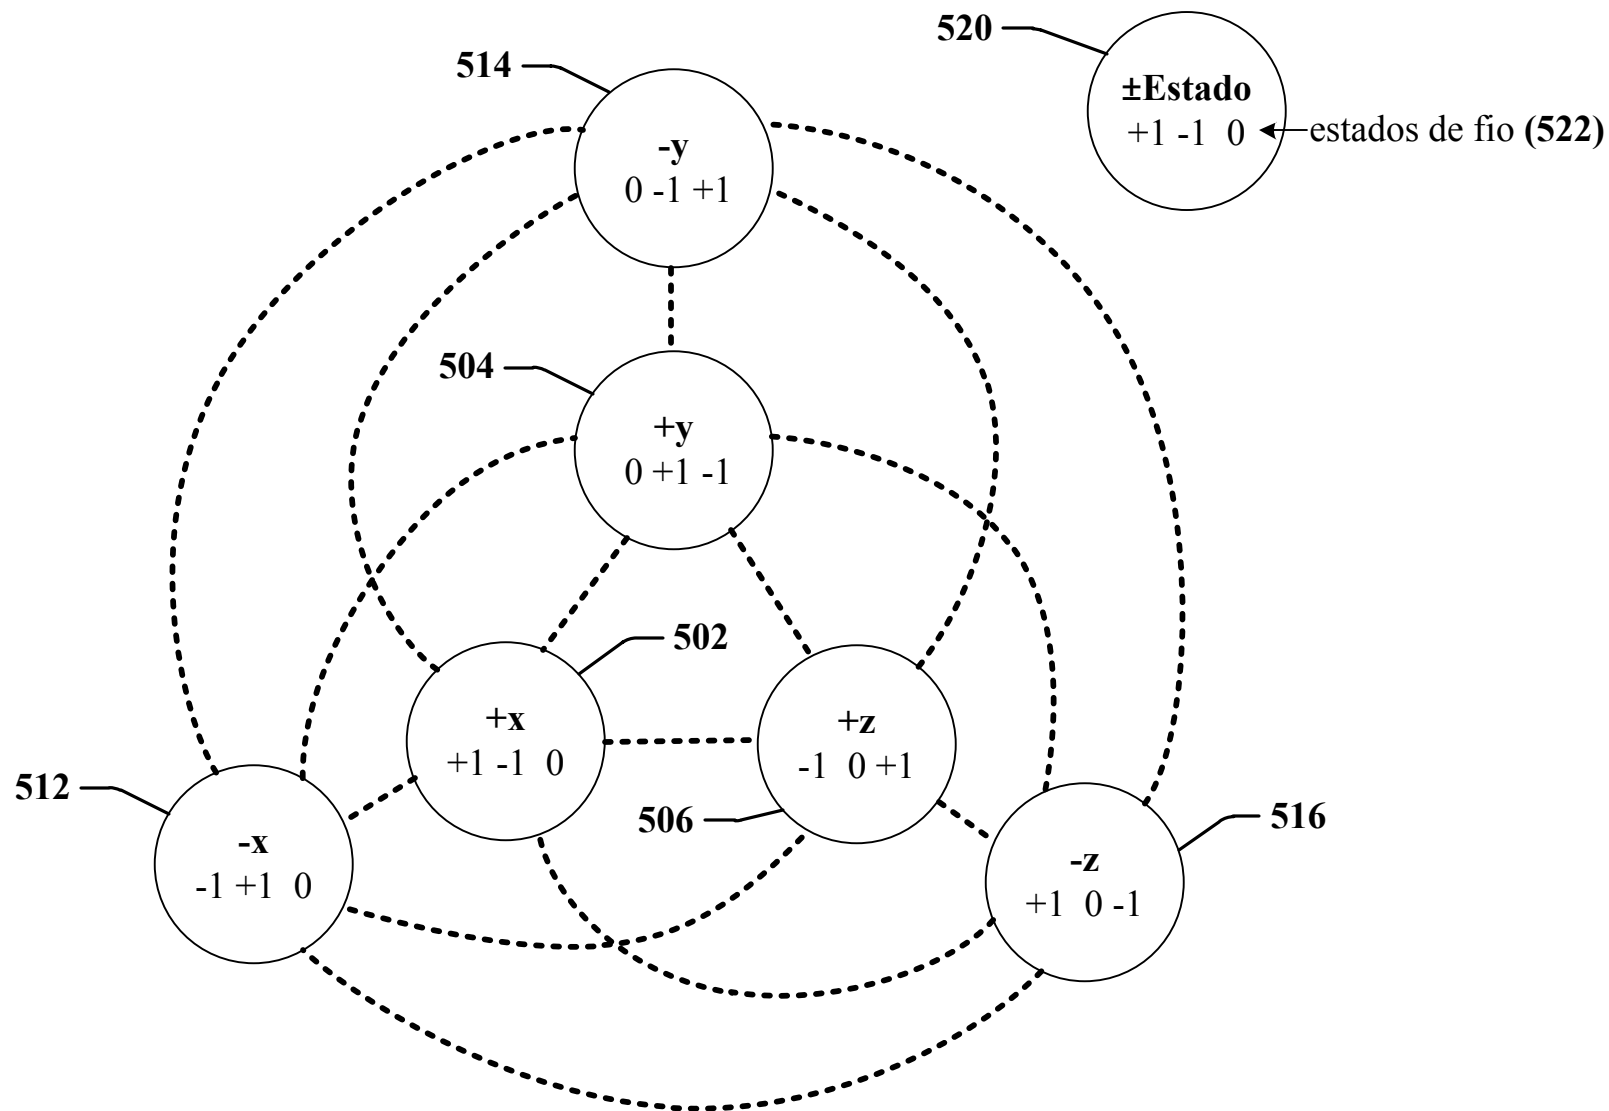 520
514
±Estado
+1 -1 0
estados de fio (522)
-y
0 -1 +1
504
+y
0 +1 -1
502
+x
+1 -1 0
+z
-1 0 +1
512
506
516
-x
-1 +1 0
-z
+1 0 -1